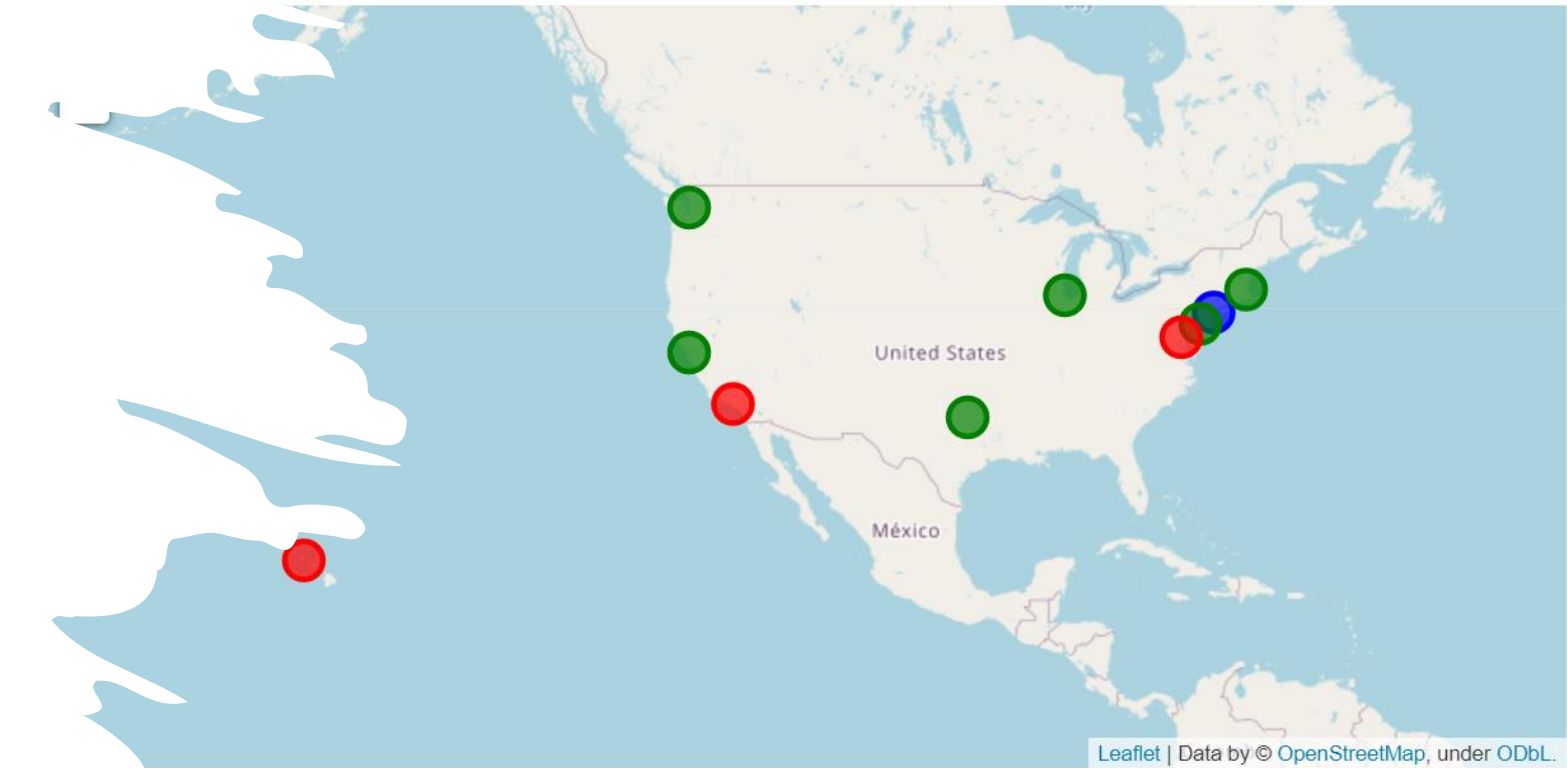 United States
México
Leaflet | Data by © OpenStreetMap, under ODbL.